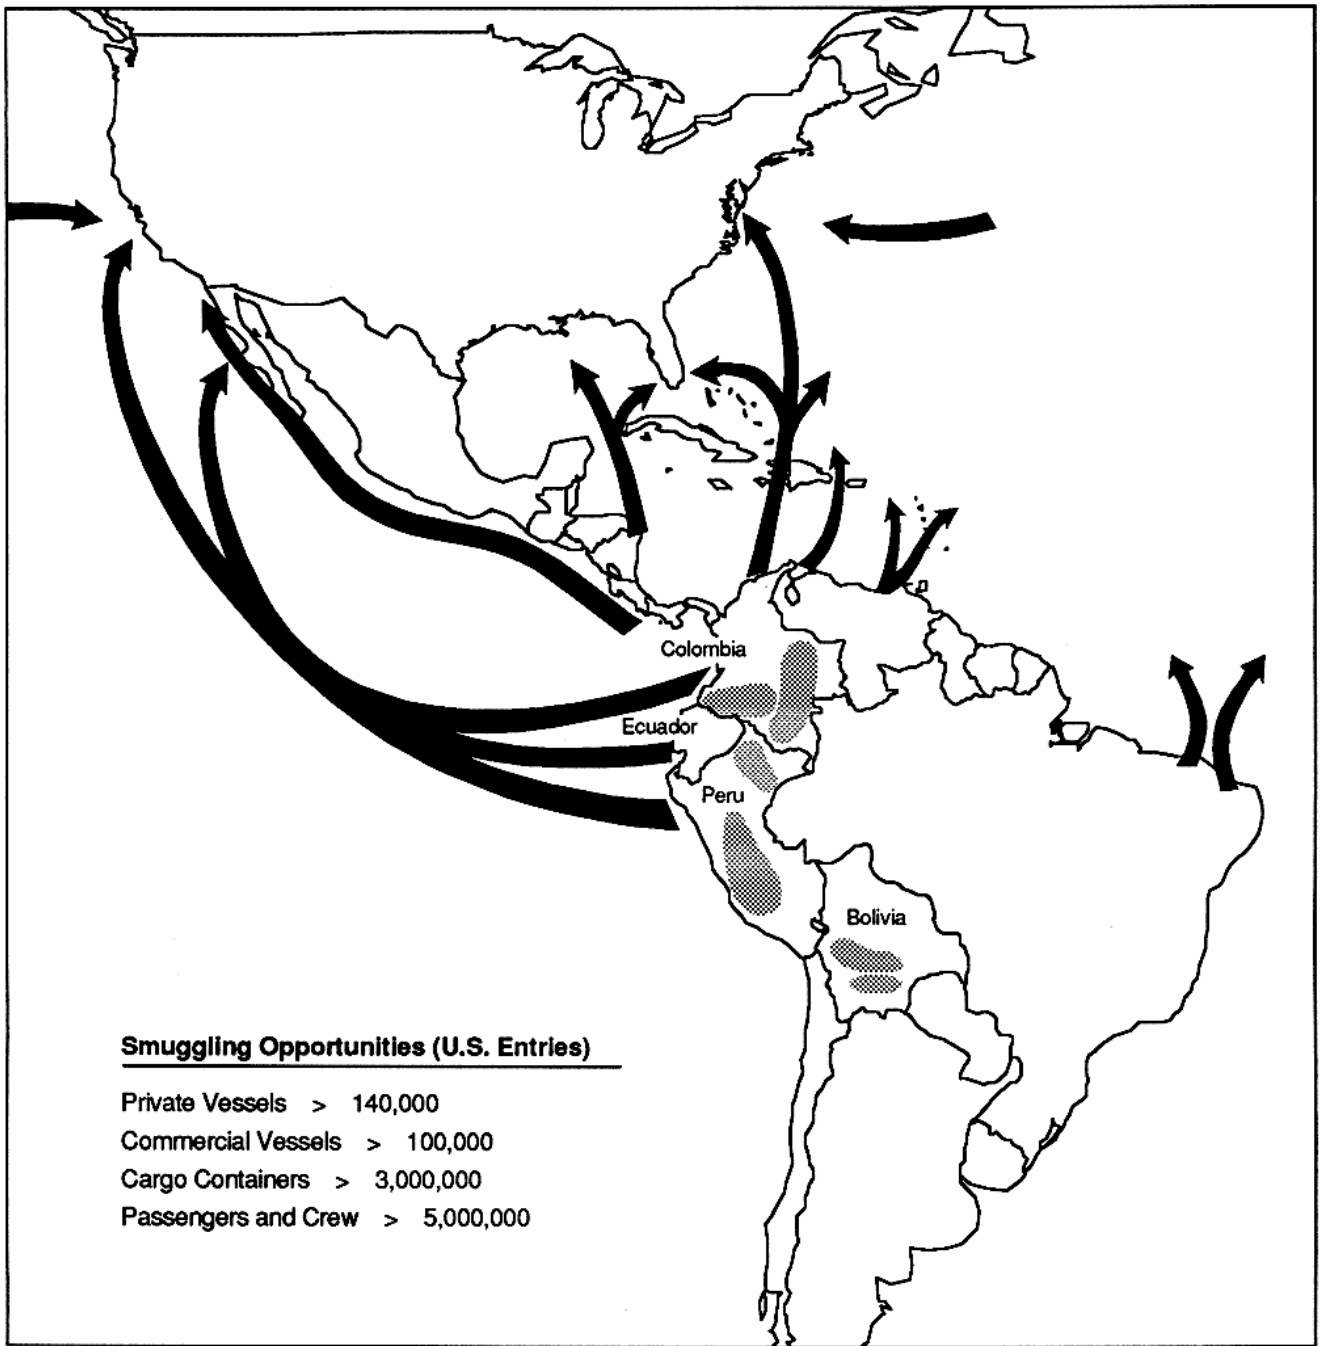 Colombia
Ecuador
Peru
Bolivia
Smuggling Opportunities (U.S. Entries)
Private Vessels > 140,000
Commercial Vessels > 100,000
Cargo Containers > 3,000,000
Passengers and Crew > 5,000,000